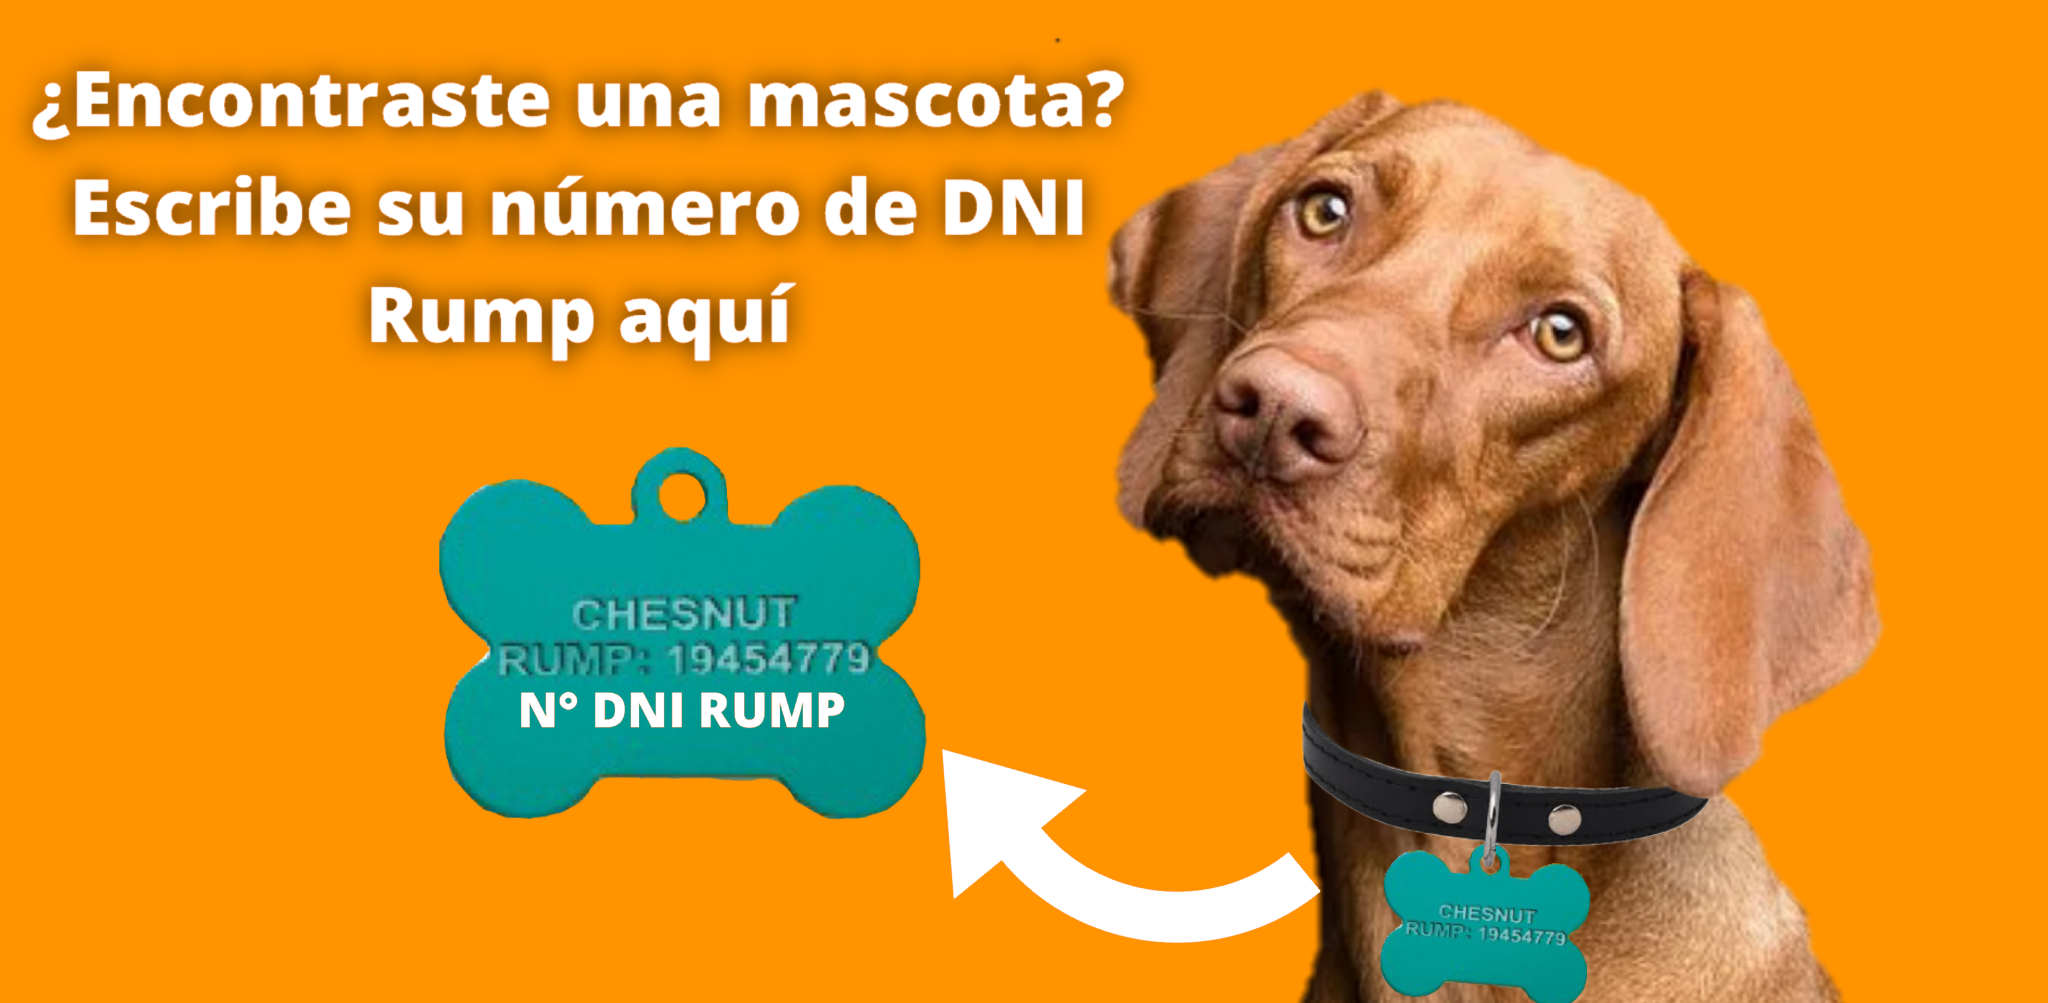 ¿Encontraste una mascota?
Escribe su número de DNI
Rump aquí
CHESNUT
RUMP: 19454779
N° DNI RUMP
CHESNUT
RUMP: 19454779